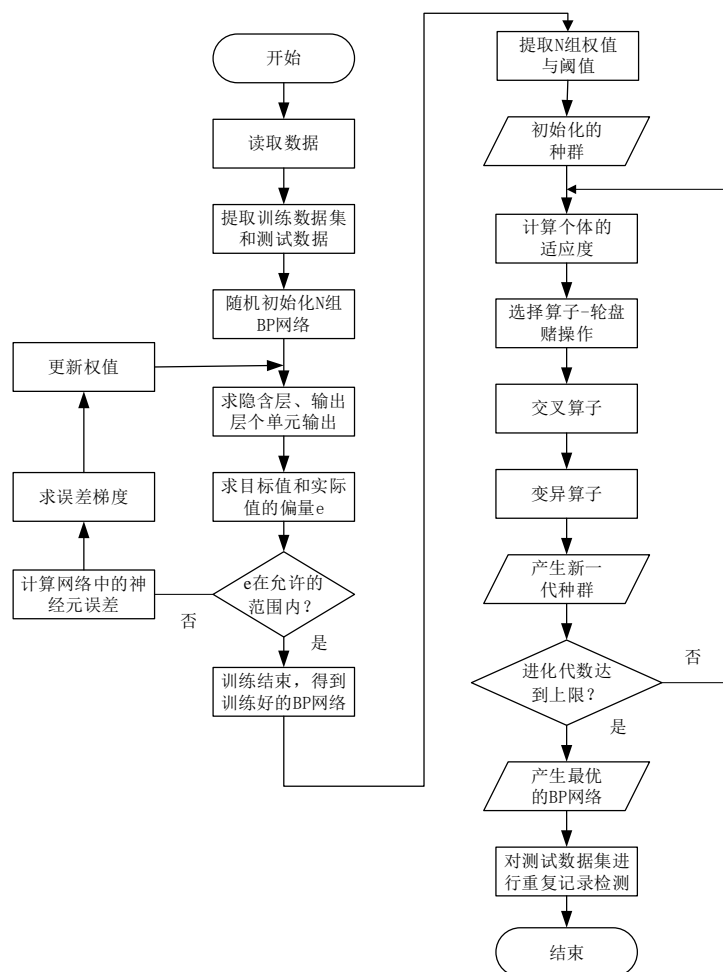 开始
读取数据
提取训练数据集
和测试数据
随机初始化N组
BP网络
更新权值
求隐含层、输出
层个单元输出
求误差梯度
求目标值和实际
值的偏量e
计算网络中的神
经元误差
e在允许的
范围内？
否
是
训练结束，得到
训练好的BP网络
提取N组权值
与阈值
初始化的
种群
计算个体的
适应度
选择算子-轮盘
赌操作
交叉算子
变异算子
产生新一
代种群
进化代数达
到上限？
否
是
产生最优
的BP网络
对测试数据集进
行重复记录检测
结束